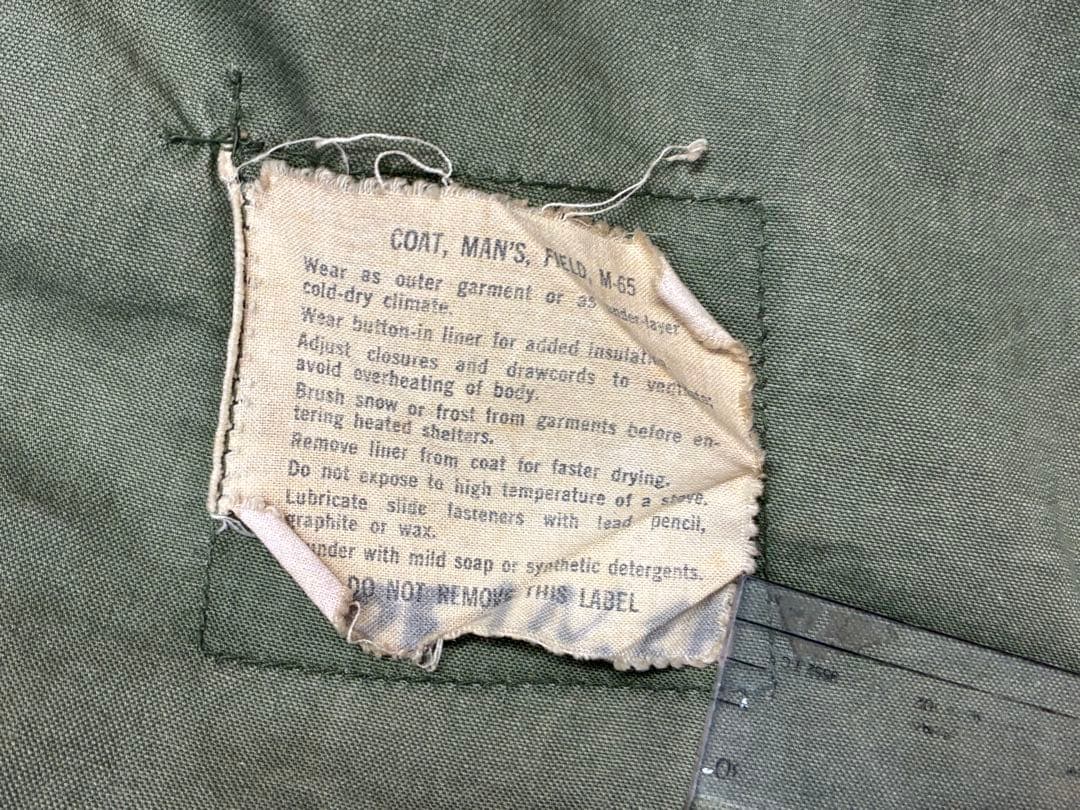 COAT, MAN'S, FIELD, M-65
Wear as outer garment or as under-layer
cold-dry climate.
Wear button-in liner for added
Adjust closures and drawcords to
avoid overheating of body.
Brush snow or frost from garments before en-
tering heated shelters.
Remove liner from coat for faster drying.
Do not expose to high temperature of a stove.
Lubricate slide fasteners with lead pencil,
graphite or wax.
with mild soap or synthetic detergents.
DO NOT REMOVE THIS LABEL